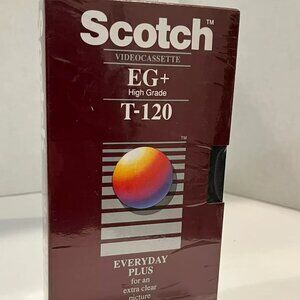 Scotch™
VIDEOCASSETTE
EG+
High Grade
T-120
™
EVERYDAY
PLUS
for an
extra clear
picture